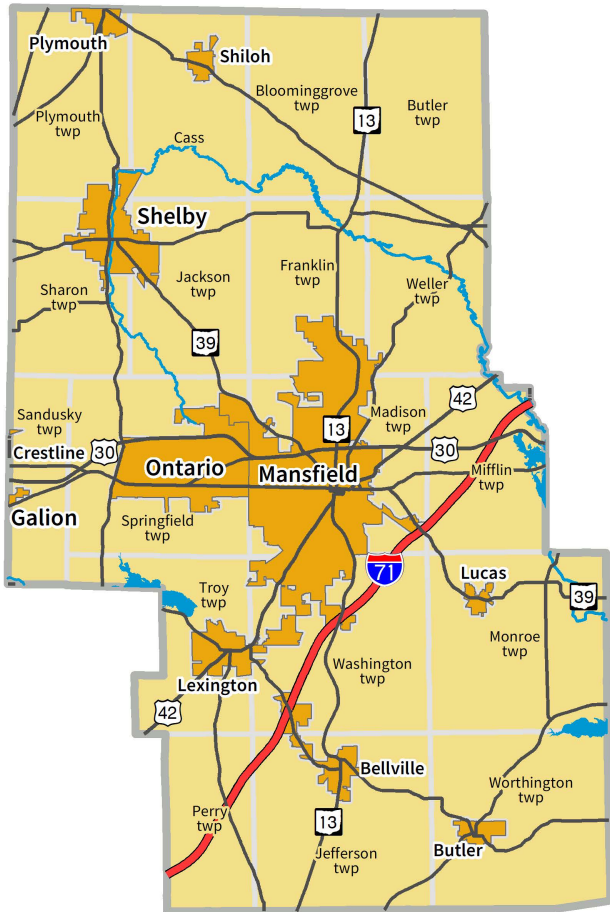 Plymouth
Shiloh
Bloominggrove
twp
Butler
twp
13
Plymouth
twp
Cass
Shelby
Franklin
twp
Jackson
twp
Weller
twp
Sharon
twp
39
42
Sandusky
twp
Madison
twp
13
30
30
Crestline
Ontario
Mansfield
Mifflin
twp
Galion
Springfield
twp
71
Lucas
39
Troy
twp
Monroe
twp
Washington
twp
Lexington
42
Bellville
Worthington
twp
Perry
twp
13
Butler
Jefferson
twp